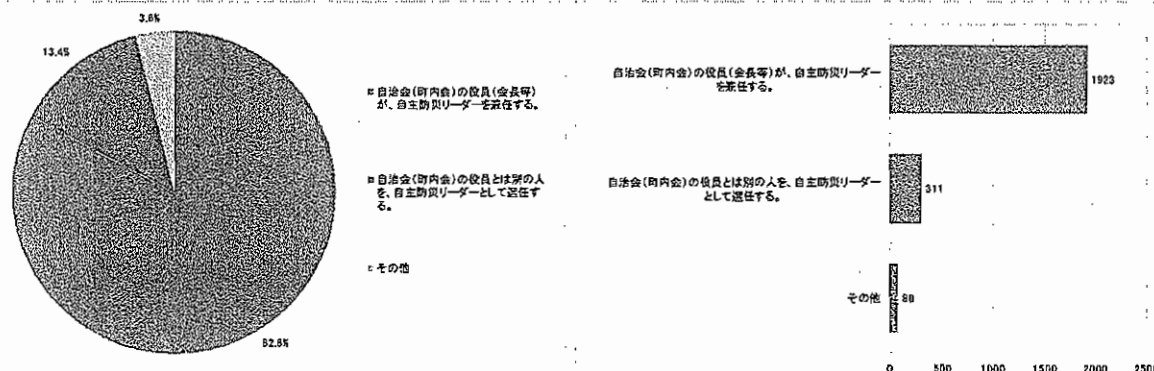 3.8%
13.4%
自治会(町内会)の役員(会長等)
が、自主防災リーダーを兼任する。
自治会(町内会)の役員とは別の人
を、自主防災リーダーとして選任す
る。
その他
82.8%
自治会(町内会)の役員(会長等)が、自主防災リーダー
を兼任する。
1923
自治会(町内会)の役員とは別の人を、自主防災リーダー
として選任する。
311
その他
88
0 500 1000 1500 2000 2500